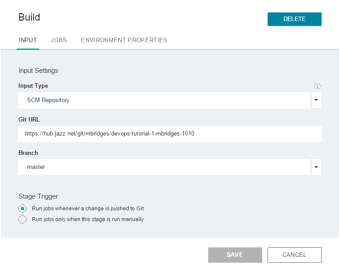 Build
DELETE
INPUT JOBS ENVIRONMENT PROPERTIES
Input Settings
Input Type
SCM Repository
Git URL
https://hub.jazz.net/git/mbridges/devops-tutorial-1-mbridges-1610
Branch
master
Stage Trigger
Run jobs whenever a change is pushed to Git
Run jobs only when this stage is run manually
SAVE CANCEL